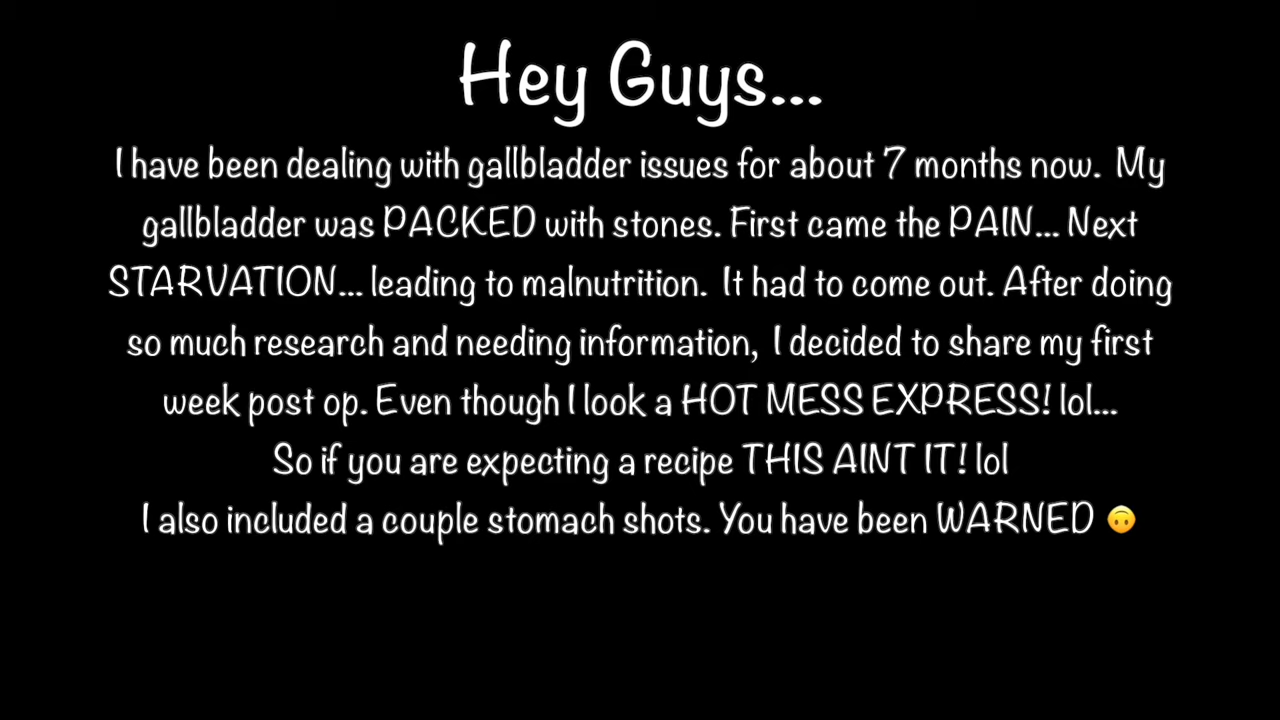 Hey Guys...
I have been dealing with gallbladder issues for about 7 months now. My
gallbladder was PACKED with stones. First came the PAIN... Next
STARVATION... leading to malnutrition. It had to come out. After doing
so much research and needing information, I decided to share my first
week post op. Even though I look a HOT MESS EXPRESS! lol...
So if you are expecting a recipe THIS AINT IT! lol
I also included a couple stomach shots. You have been WARNED 🙃